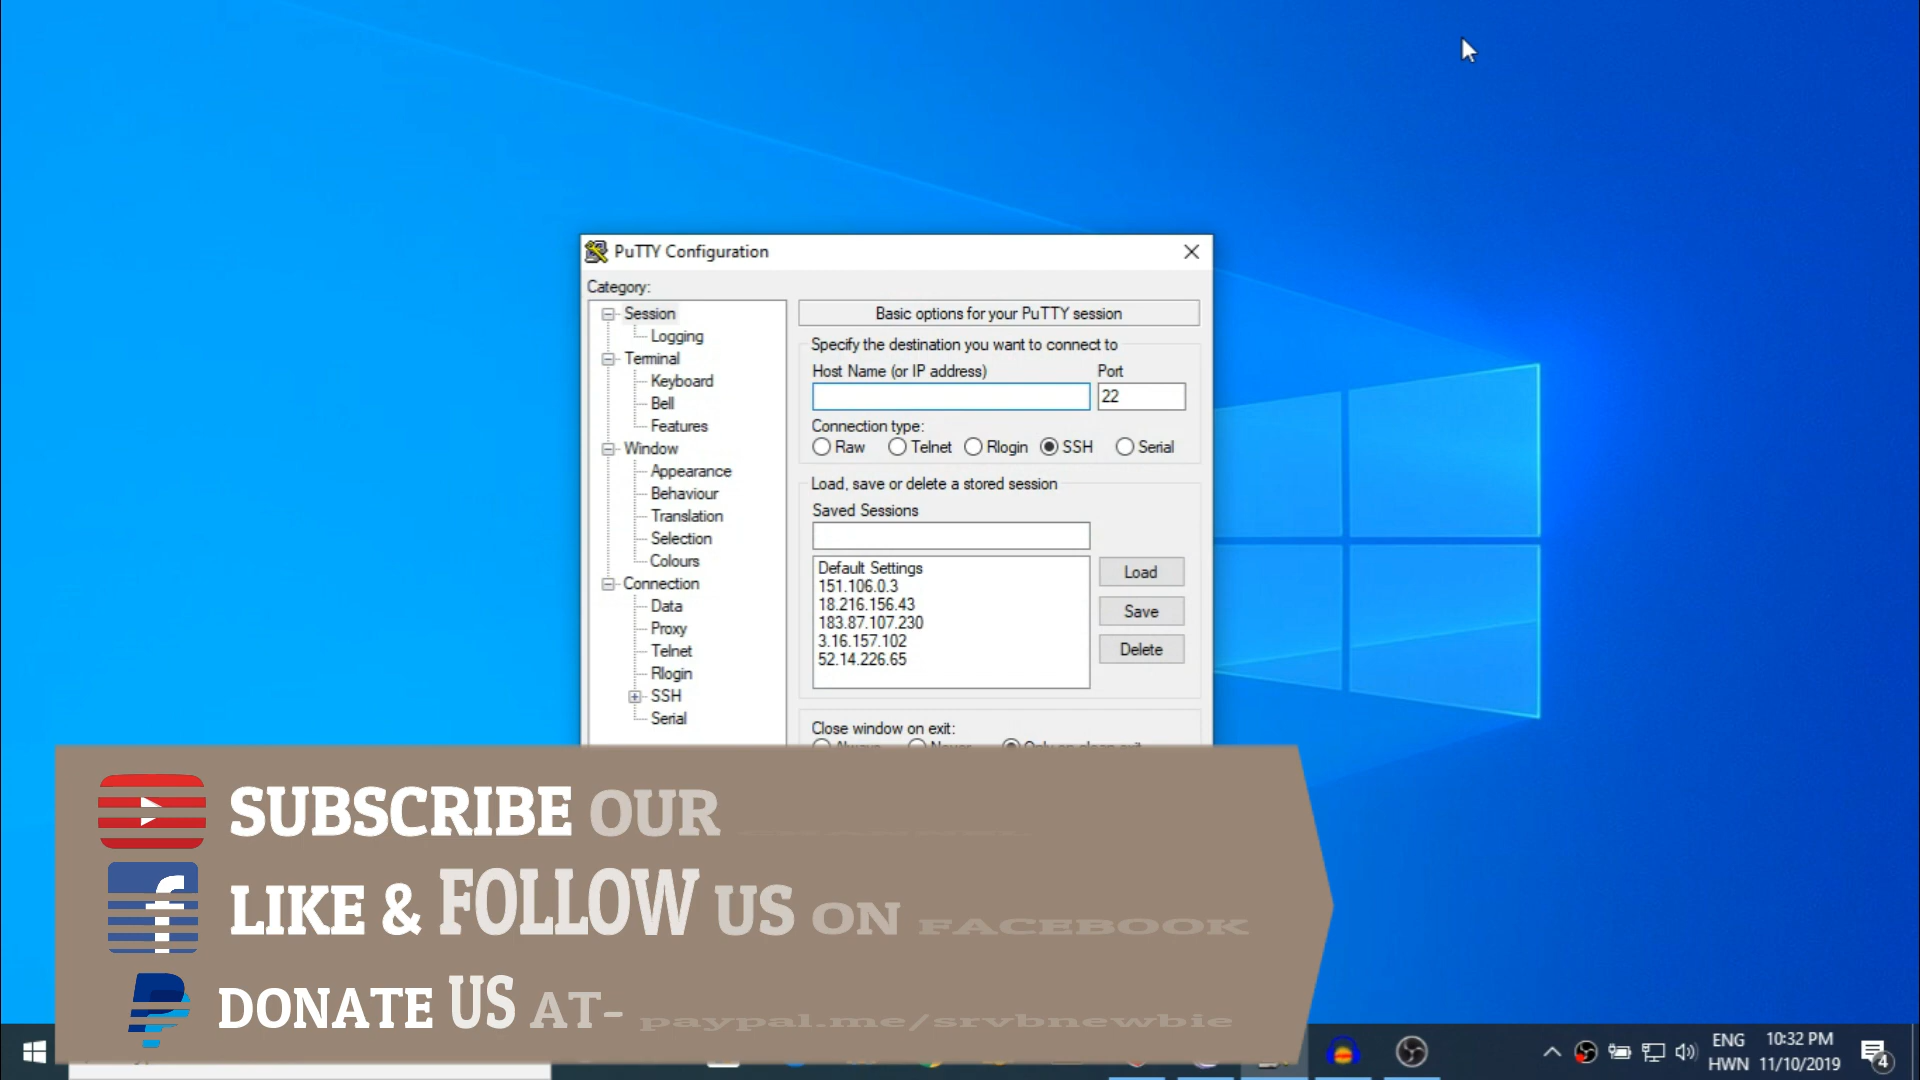 PuTTY Configuration
Category:
Session
Logging
Terminal
Keyboard
Bell
Features
Window
Appearance
Behaviour
Translation
Selection
Colours
Connection
Data
Proxy
Telnet
Rlogin
SSH
Serial
Basic options for your PuTTY session
Specify the destination you want to connect to
Host Name (or IP address) Port
22
Connection type:
Raw Telnet Rlogin SSH Serial
Load, save or delete a stored session
Saved Sessions
Default Settings
151.106.0.3
18.216.156.43
183.87.107.230
3.16.157.102
52.14.226.65
Load
Save
Delete
Close window on exit:
SUBSCRIBE OUR
LIKE & FOLLOW US ON FACEBOOK
DONATE US AT- paypal.me/srvbnewbie
ENG 10:32 PM
HWN 11/10/2019
4